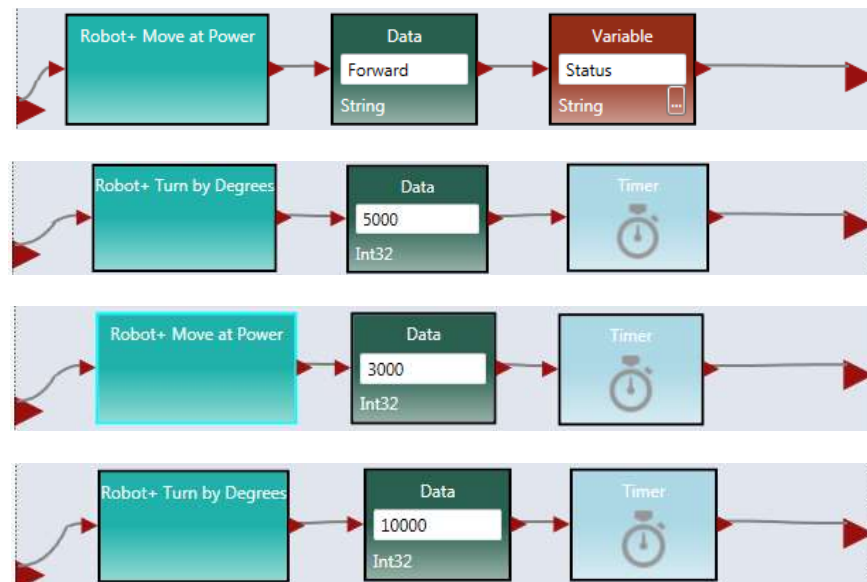 Robot+ Move at Power
Data
Variable
Forward
Status
String
String
...
Robot+ Turn by Degrees
Data
Timer
5000
Int32
Robot+ Move at Power
Data
Timer
3000
Int32
Robot+ Turn by Degrees
Data
Timer
10000
Int32